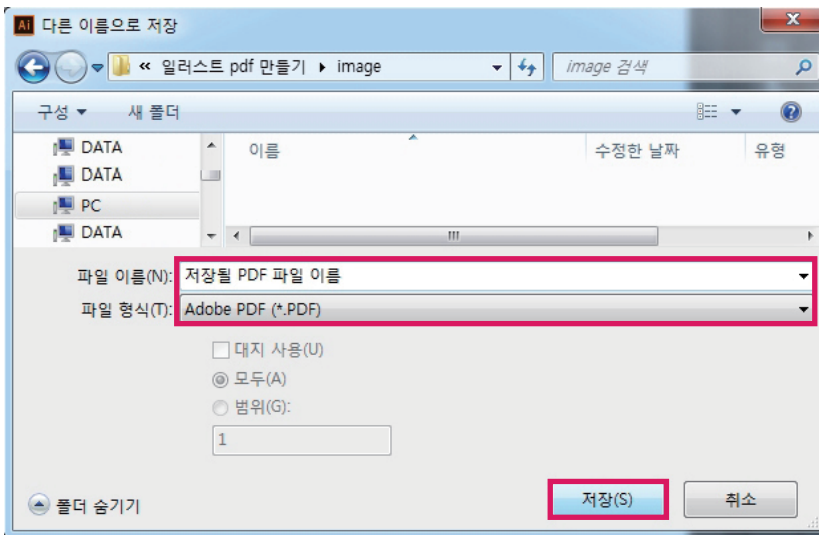 Ai 다른 이름으로 저장
« 일러스트 pdf 만들기 ▸ image
image 검색
구성 ▼ 새 폴더
이름 수정한 날짜 유형
DATA
DATA
PC
DATA
파일 이름(N): 저장될 PDF 파일 이름
파일 형식(T): Adobe PDF (*.PDF)
대지 사용(U)
모두(A)
범위(G):
1
폴더 숨기기 저장(S) 취소